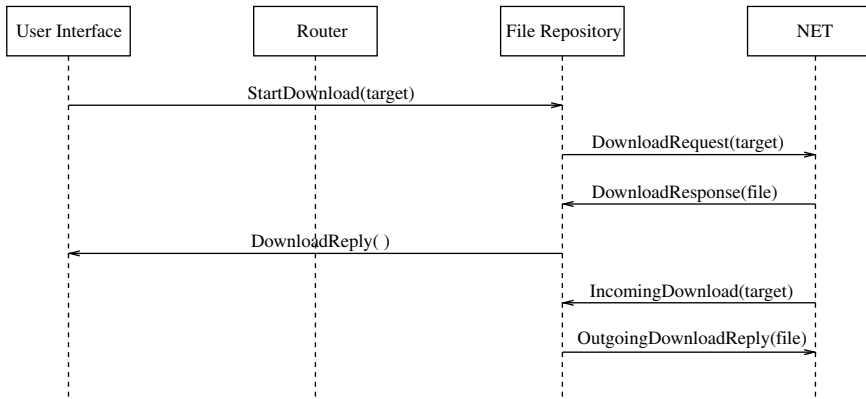 User Interface
Router
File Repository
NET
StartDownload(target)
DownloadRequest(target)
DownloadResponse(file)
DownloadReply( )
IncomingDownload(target)
OutgoingDownloadReply(file)